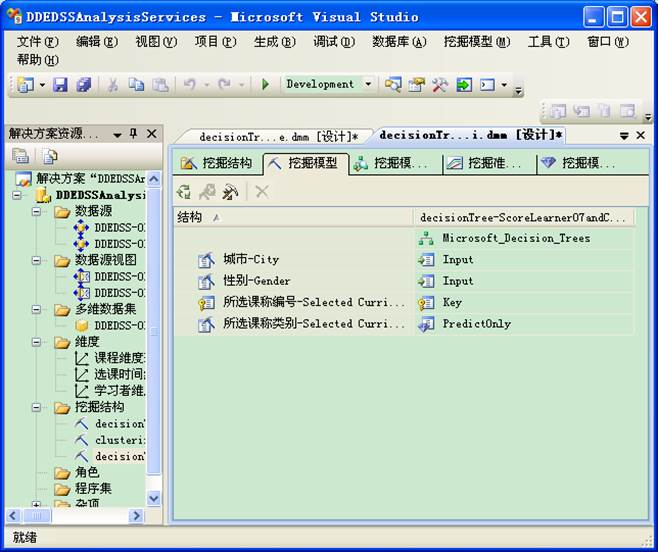 DDEDSSAnalysisServices - Microsoft Visual Studio
文件(F) 编辑(E) 视图(V) 项目(P) 生成(B) 调试(D) 数据库(A) 挖掘模型(M) 工具(T) 窗口(W)
帮助(H)
Development
解决方案资源...
decisionTr...e.dmm [设计]* decisionTr...i.dmm [设计]*
挖掘结构 挖掘模型 挖掘模... 挖掘准... 挖掘模...
解决方案 "DDEDSSAn
DDEDSSAnalysi
数据源
DDEDSS-O
DDEDSS-O
数据源视图
DDEDSS-O
DDEDSS-O
多维数据集
DDEDSS-O
维度
课程维度
选课时间
学习者维
挖掘结构
decision
clusteri
decision
角色
程序集
杂项
结构 decisionTree-ScoreLearner07andC...
Microsoft_Decision_Trees
城市-City Input
性别-Gender Input
所选课称编号-Selected Curri... Key
所选课称类别-Selected Curri... PredictOnly
就绪